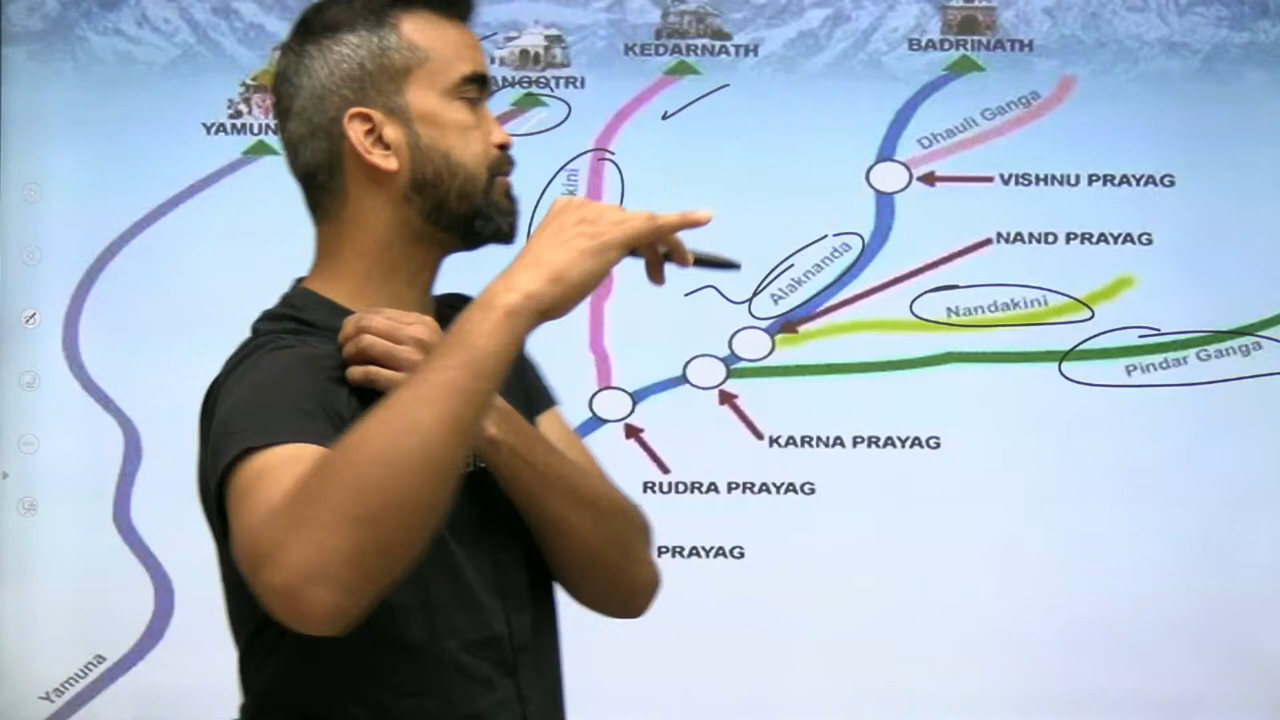 KEDARNATH
BADRINATH
ANGOTRI
YAMUN
Dhauli Ganga
kini
VISHNU PRAYAG
NAND PRAYAG
Alaknanda
Nandakini
Pindar Ganga
KARNA PRAYAG
RUDRA PRAYAG
PRAYAG
Yamuna